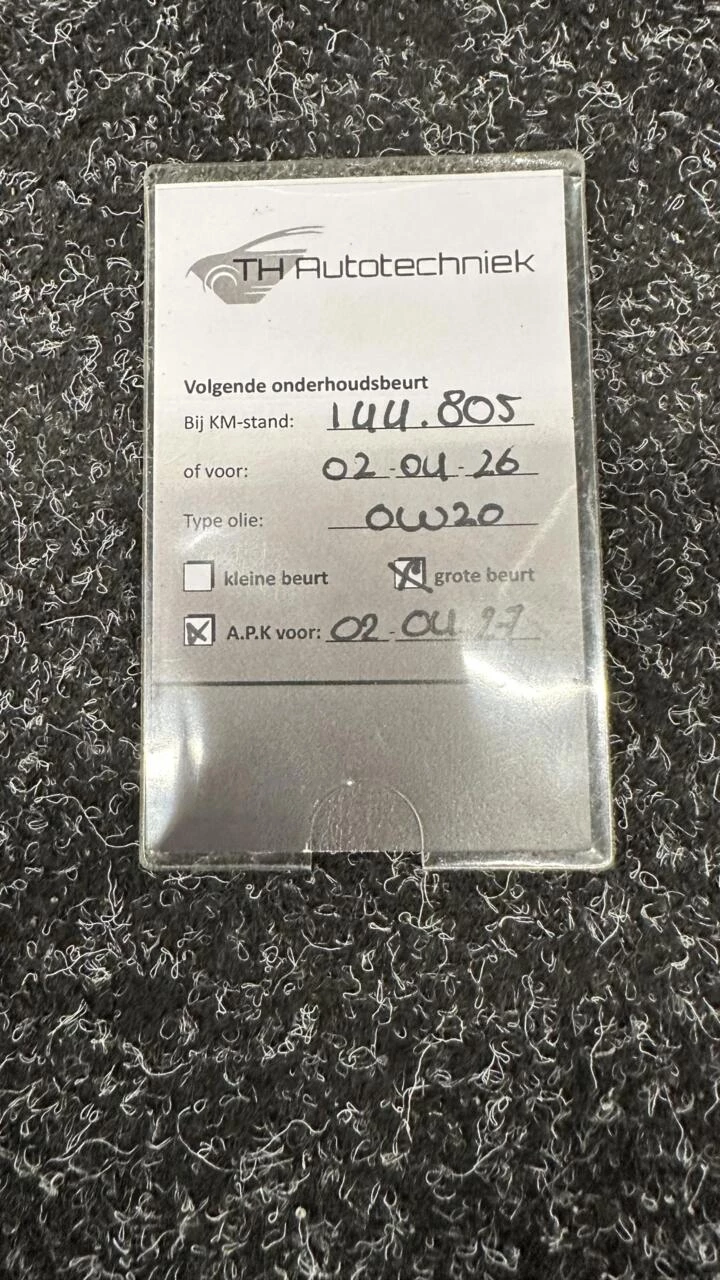 TH Autotechniek
Volgende onderhoudsbeurt
Bij KM-stand: 144.805
of voor: 02-04-26
Type olie: 0W20
kleine beurt grote beurt
A.P.K voor: 02-04-27